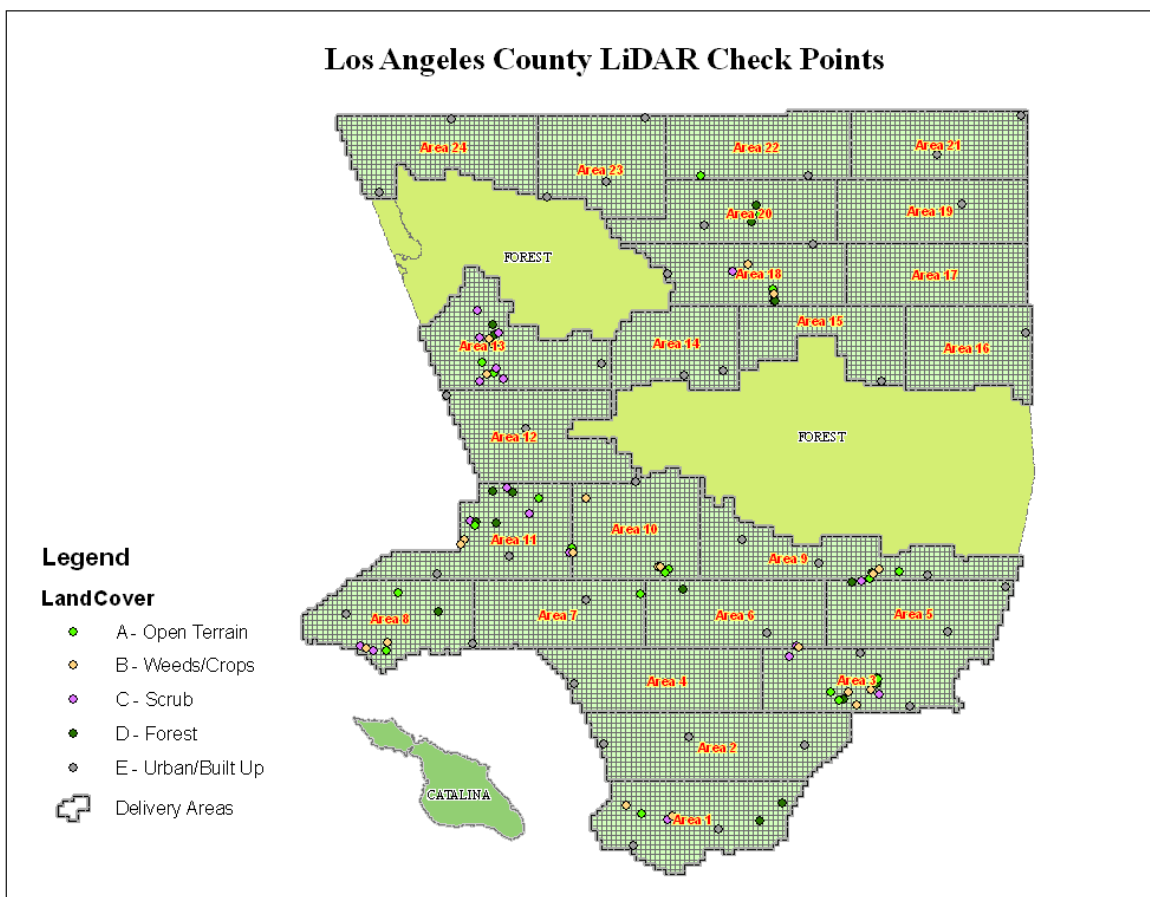 Los Angeles County LiDAR Check Points
Area 24
Area 23
Area 22
Area 21
Area 20
Area 19
FOREST
Area 18
Area 17
Area 13
Area 14
Area 15
Area 16
Area 12
FOREST
Area 11
Area 10
Area 9
Area 8
Area 7
Area 6
Area 5
Area 4
Area 3
Area 2
Area 1
CATALINA
Legend
LandCover
A - Open Terrain
B - Weeds/Crops
C - Scrub
D - Forest
E - Urban/Built Up
Delivery Areas